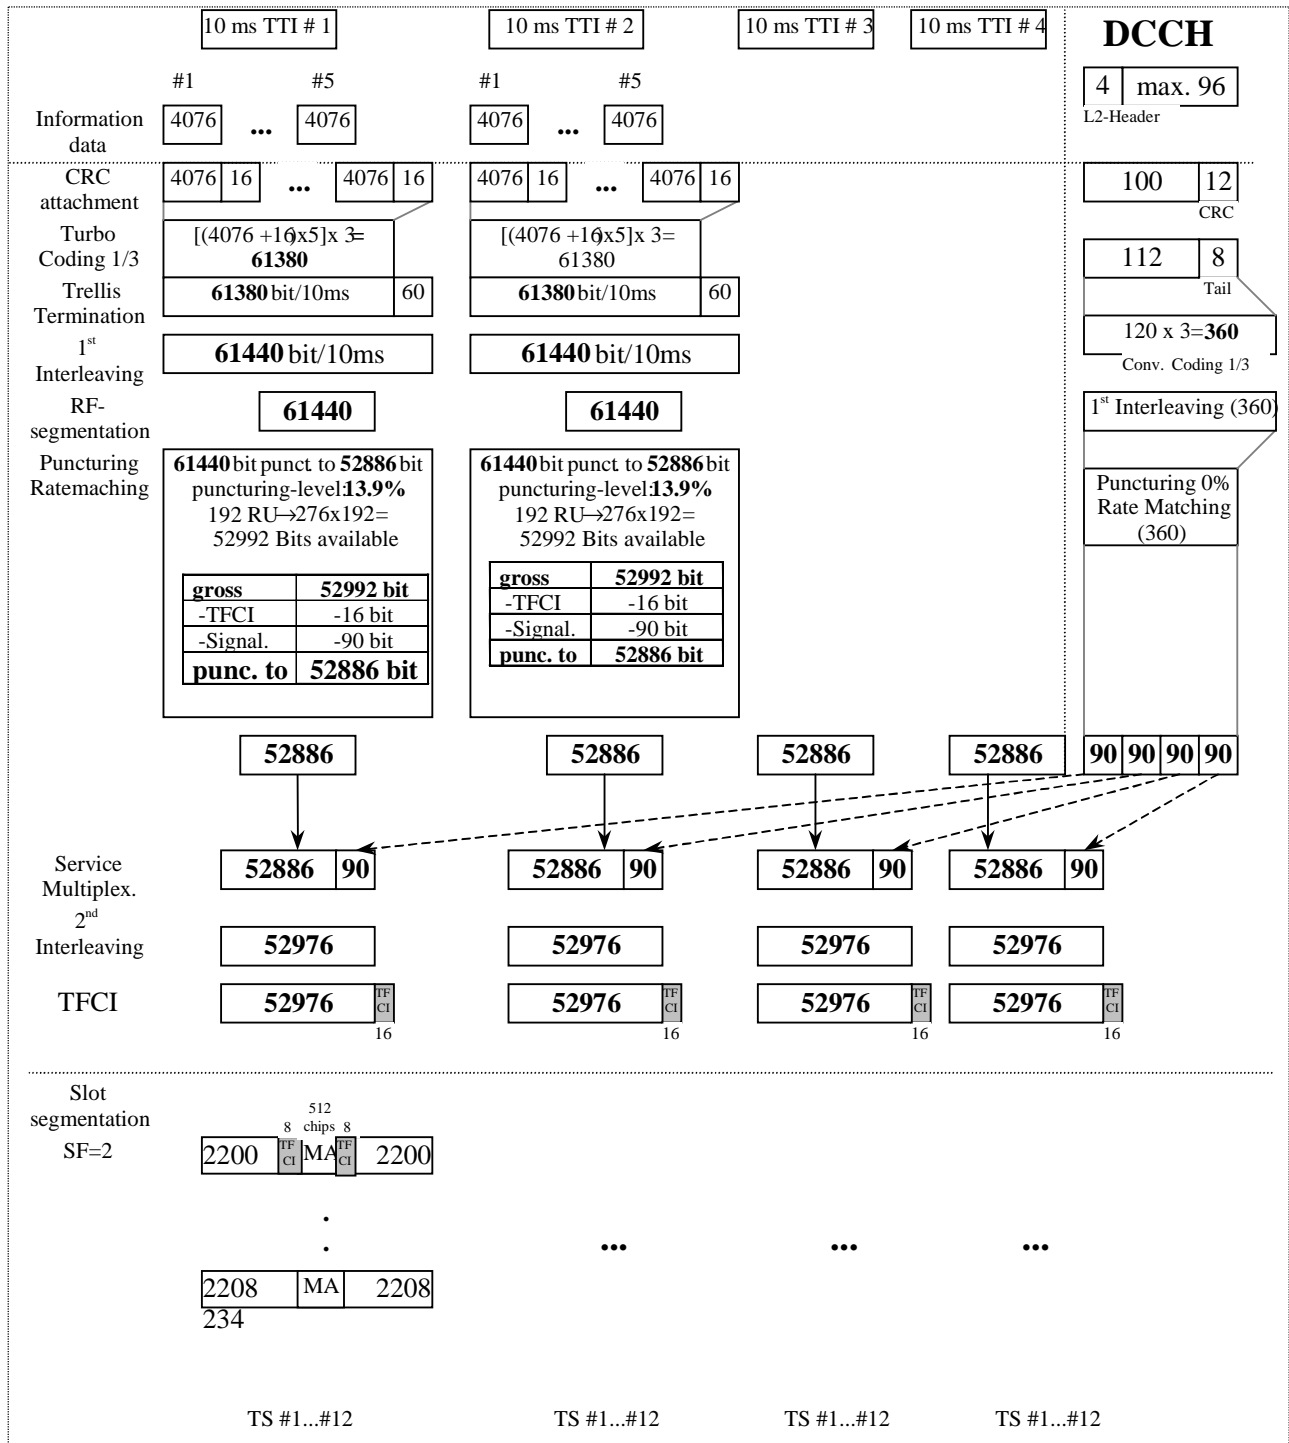 10 ms TTI # 1
10 ms TTI # 2
10 ms TTI # 3
10 ms TTI # 4
DCCH
#1 #5 #1 #5
4 max. 96
L2-Header
Information
data
4076 ... 4076
4076 ... 4076
CRC
attachment
4076 16 ... 4076 16
4076 16 ... 4076 16
100 12
CRC
Turbo
Coding 1/3
[(4076 +16)x5]x 3=
61380
[(4076 +16)x5]x 3=
61380
112 8
Tail
Trellis
Termination
61380 bit/10ms 60
61380 bit/10ms 60
120 x 3=360
Conv. Coding 1/3
1st
Interleaving
61440 bit/10ms
61440 bit/10ms
RF-
segmentation
61440
61440
1st Interleaving (360)
Puncturing
Ratemaching
61440 bit punct. to 52886 bit
puncturing-level:13.9%
192 RU→276x192=
52992 Bits available
gross 52992 bit
-TFCI -16 bit
-Signal. -90 bit
punc. to 52886 bit
61440 bit punct. to 52886 bit
puncturing-level:13.9%
192 RU→276x192=
52992 Bits available
gross 52992 bit
-TFCI -16 bit
-Signal. -90 bit
punc. to 52886 bit
Puncturing 0%
Rate Matching
(360)
52886 52886 52886 52886 90 90 90 90
Service
Multiplex.
52886 90 52886 90 52886 90 52886 90
2nd
Interleaving
52976 52976 52976 52976
TFCI
52976 TF CI 52976 TF CI 52976 TF CI 52976 TF CI
16 16 16 16
Slot
segmentation
SF=2
512
8 chips 8
2200 TF CI MA TF CI 2200
.
. ... ... ...
2208 MA 2208
234
TS #1...#12 TS #1...#12 TS #1...#12 TS #1...#12